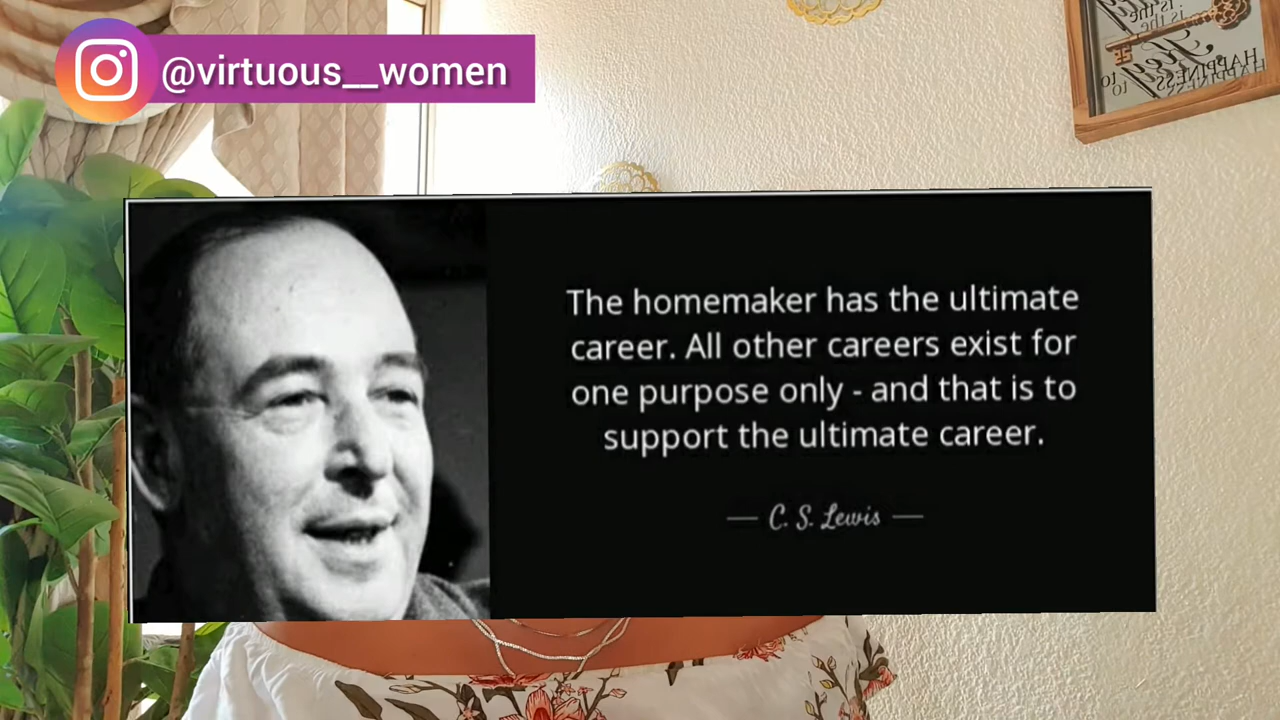 @virtuous__women
The homemaker has the ultimate
career. All other careers exist for
one purpose only - and that is to
support the ultimate career.
— C. S. Lewis —
HAPPINESS